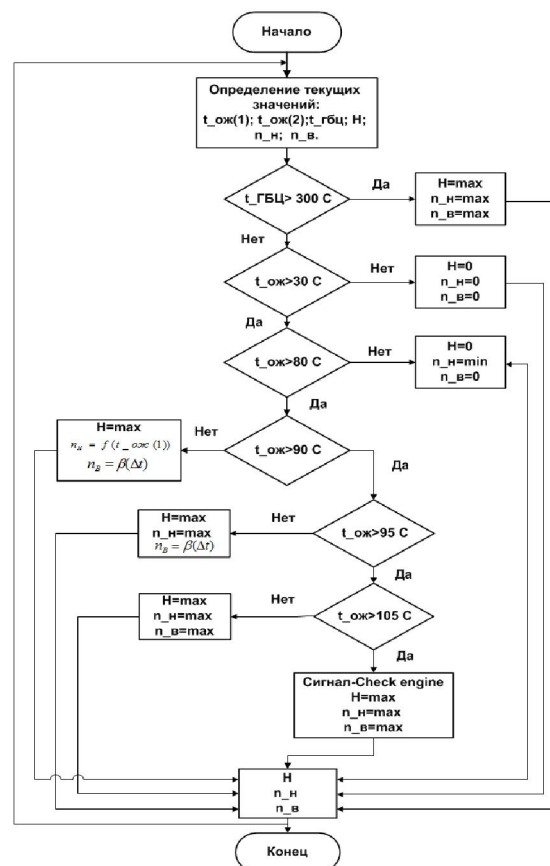 Начало
Определение текущих
значений:
t_ож(1); t_ож(2);t_гбц; Н;
n_н; n_в.
t_ГБЦ> 300 С
Да
H=max
n_н=max
n_в=max
Нет
t_ож>30 С
Нет
H=0
n_н=0
n_в=0
Да
t_ож>80 С
Нет
H=0
n_н=min
n_в=0
Да
t_ож>90 С
Нет
H=max
n_н = f (t_ож (1))
n_В = β(Δt)
Да
t_ож>95 С
Нет
H=max
n_н=max
n_В = β(Δt)
Да
t_ож>105 С
Нет
H=max
n_н=max
n_в=max
Да
Сигнал-Check engine
H=max
n_н=max
n_в=max
H
n_н
n_в
Конец